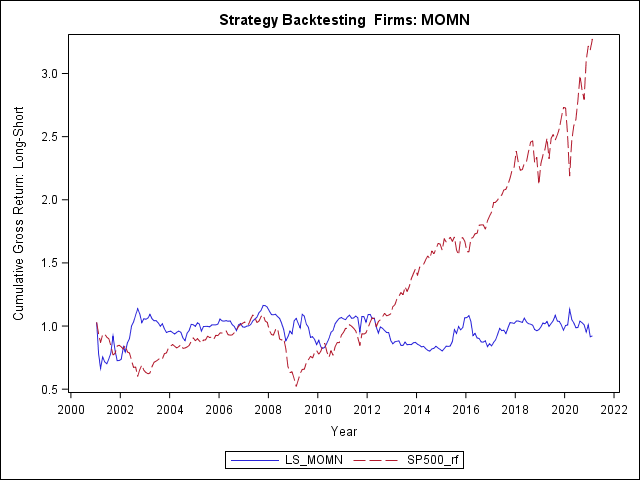 Strategy Backtesting  Firms: MOMN
Cumulative Gross Return: Long-Short
3.0
2.5
2.0
1.5
1.0
0.5
2000 2002 2004 2006 2008 2010 2012 2014 2016 2018 2020 2022
Year
LS_MOMN SP500_rf